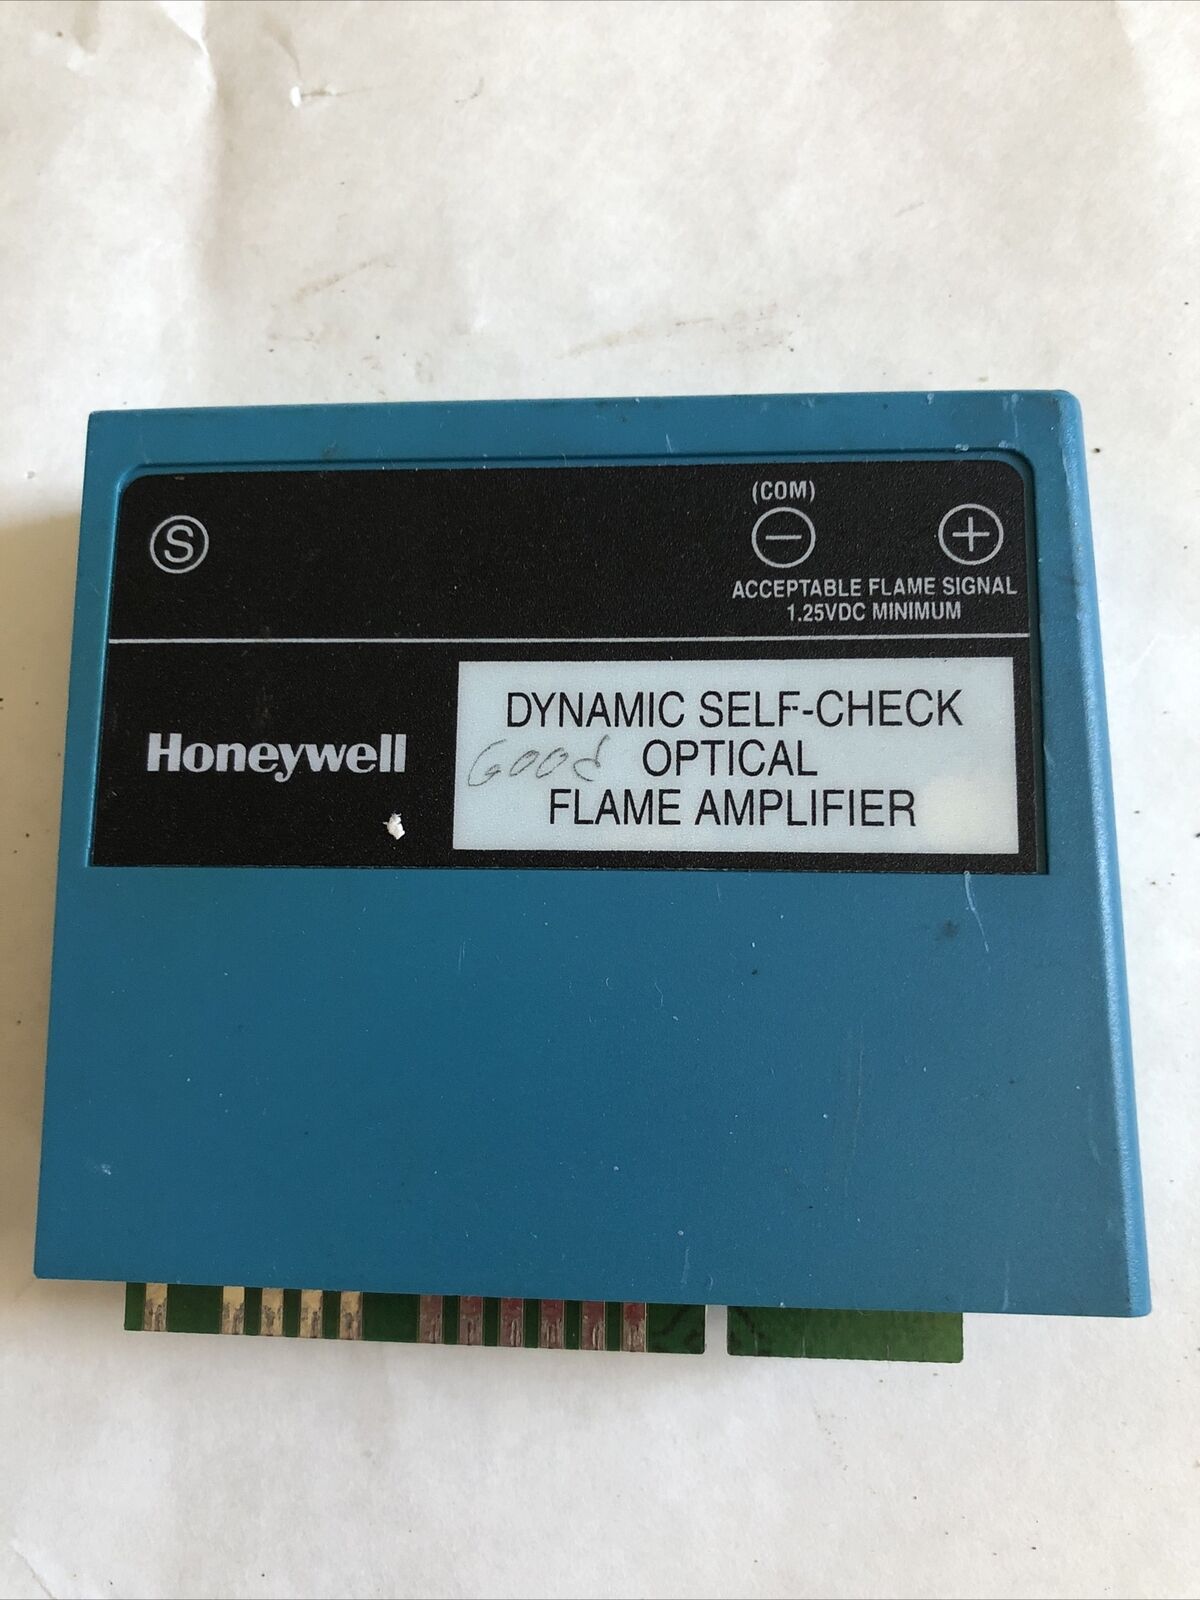 (COM)
S − +
ACCEPTABLE FLAME SIGNAL
1.25VDC MINIMUM
Honeywell
DYNAMIC SELF-CHECK
Good OPTICAL
FLAME AMPLIFIER